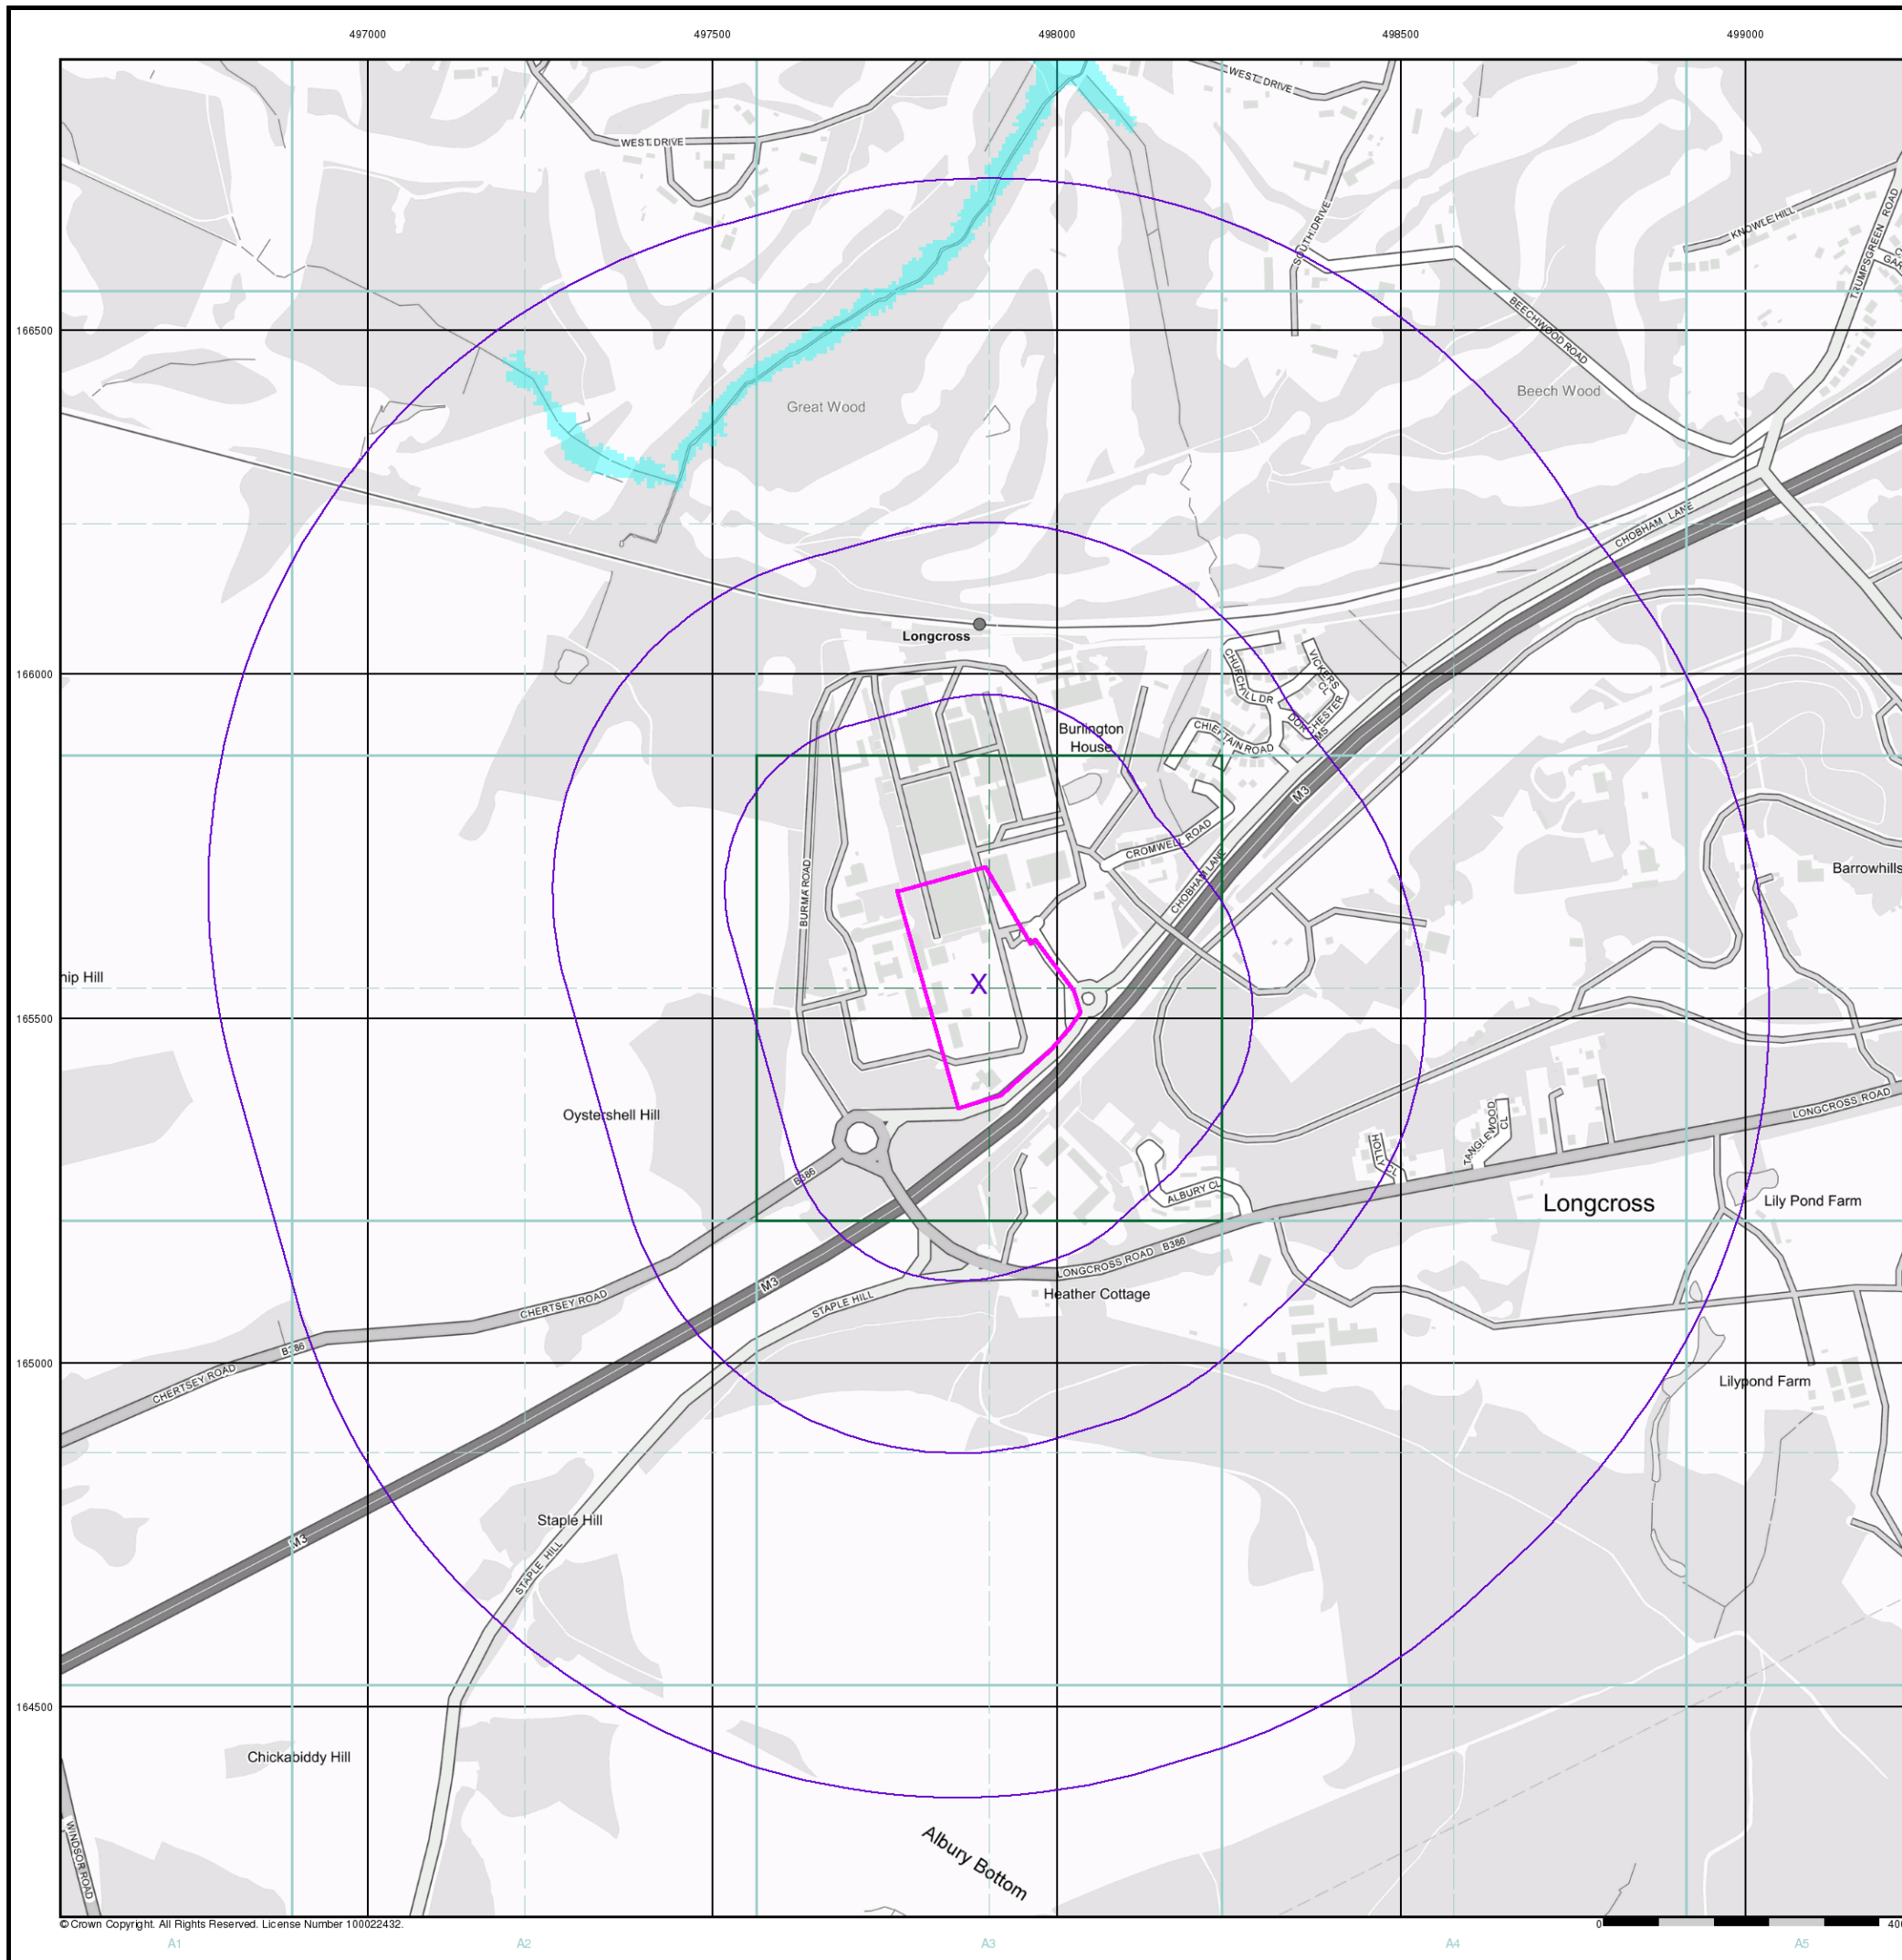 497000
497500
498000
498500
499000
WEST DRIVE
WEST DRIVE
SOUTH DRIVE
KNOWLE HILL
TRUMPSGREEN ROAD
GAR
166500
BEECHWOOD ROAD
Beech Wood
Great Wood
CHOBHAM LANE
Longcross
166000
CHURCHILL DR
VICKERS
CL
Burlington
House
CHIEFTAIN ROAD
M3
CROMWELL ROAD
CHOBHAM LANE
BURMA ROAD
Barrowhills
hip Hill
X
165500
Oystershell Hill
B386
ALBURY CL
HOLLY CL
TANGLEWOOD
CL
LONGCROSS ROAD
Longcross
Lily Pond Farm
LONGCROSS ROAD B386
M3
STAPLE HILL
Heather Cottage
CHERTSEY ROAD
B386
CHERTSEY ROAD
165000
Lilypond Farm
M3
Staple Hill
STAPLE HILL
164500
Chickabiddy Hill
WINDSOR ROAD
Albury Bottom
© Crown Copyright. All Rights Reserved. License Number 100022432.
0
400
A1
A2
A3
A4
A5